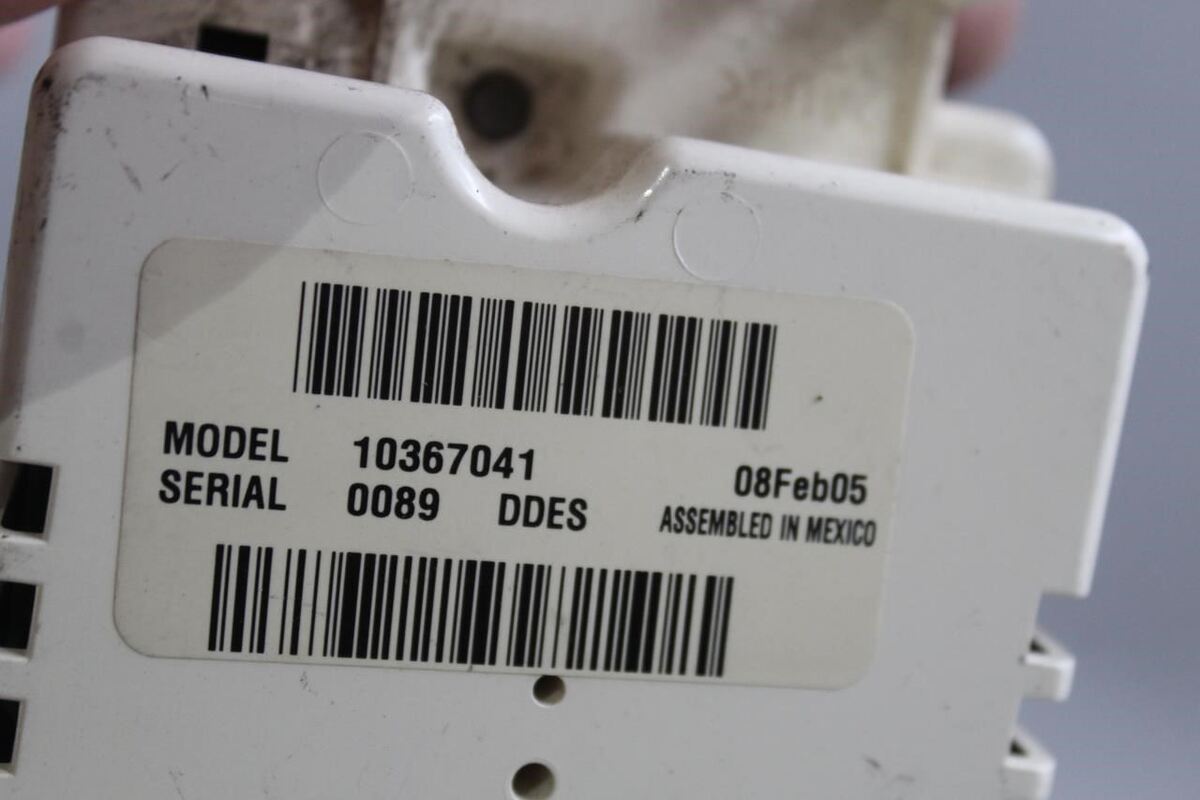 MODEL 10367041 08Feb05
SERIAL 0089 DDES ASSEMBLED IN MEXICO